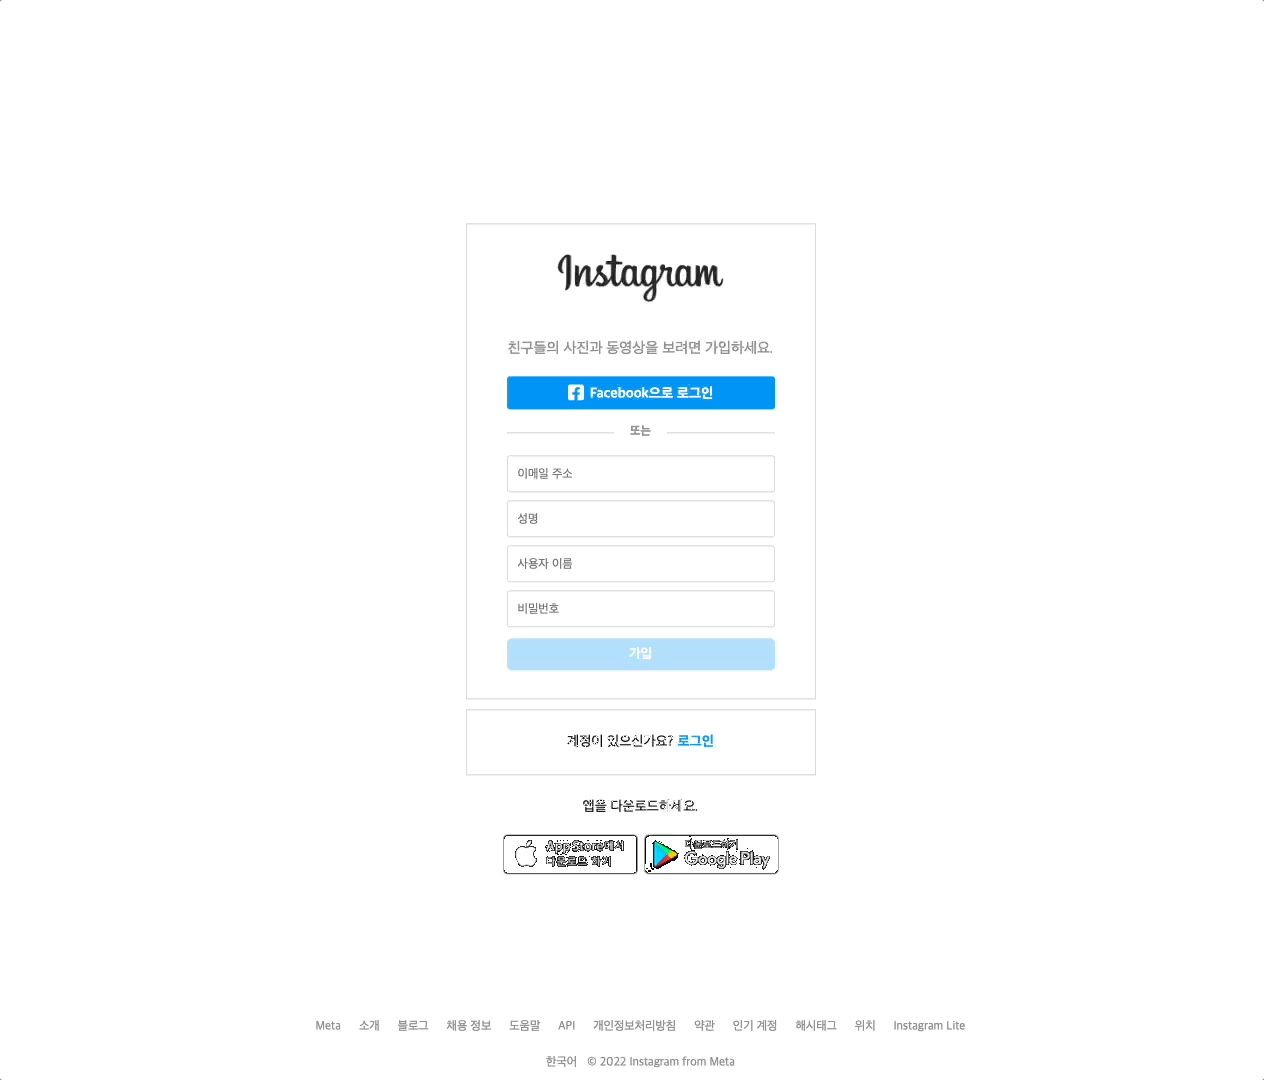 Instagram
친구들의 사진과 동영상을 보려면 가입하세요.
Facebook으로 로그인
또는
이메일 주소
성명
사용자 이름
비밀번호
가입
계정이 있으신가요? 로그인
앱을 다운로드하세요.
App Store에서
다운로드 하기
다운로드하기
Google Play
Meta 소개 블로그 채용 정보 도움말 API 개인정보처리방침 약관 인기 계정 해시태그 위치 Instagram Lite
한국어 © 2022 Instagram from Meta